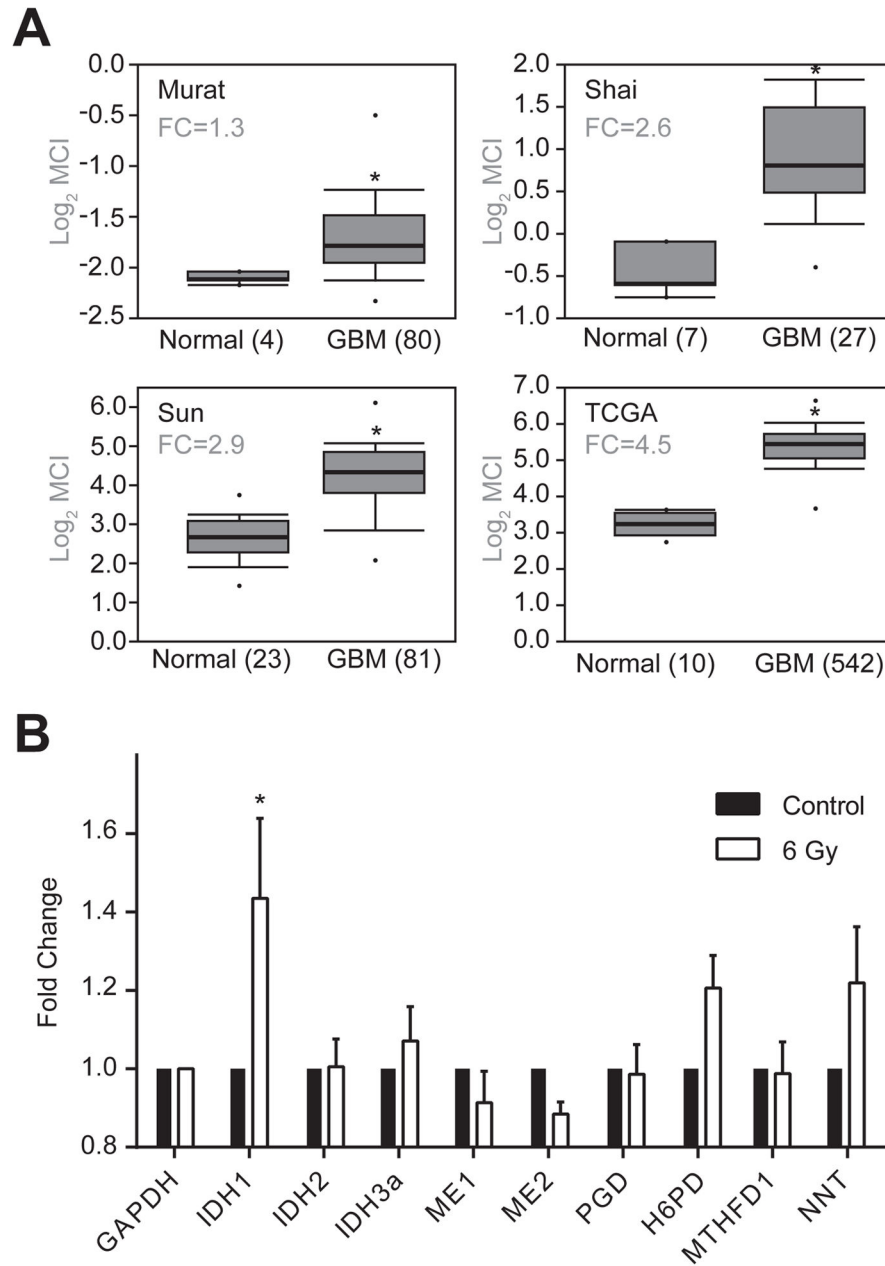 A
Murat
FC=1.3
Log₂ MCI
0.0
-0.5
-1.0
-1.5
-2.0
-2.5
*
Normal (4) GBM (80)
Shai
FC=2.6
Log₂ MCI
2.0
1.5
1.0
0.5
0.0
-0.5
-1.0
*
Normal (7) GBM (27)
Sun
FC=2.9
Log₂ MCI
6.0
5.0
4.0
3.0
2.0
1.0
0.0
*
Normal (23) GBM (81)
TCGA
FC=4.5
Log₂ MCI
7.0
6.0
5.0
4.0
3.0
2.0
1.0
0.0
*
Normal (10) GBM (542)
B
Fold Change
1.6
1.4
1.2
1.0
0.8
*
Control
6 Gy
GAPDH
IDH1
IDH2
IDH3a
ME1
ME2
PGD
H6PD
MTHFD1
NNT